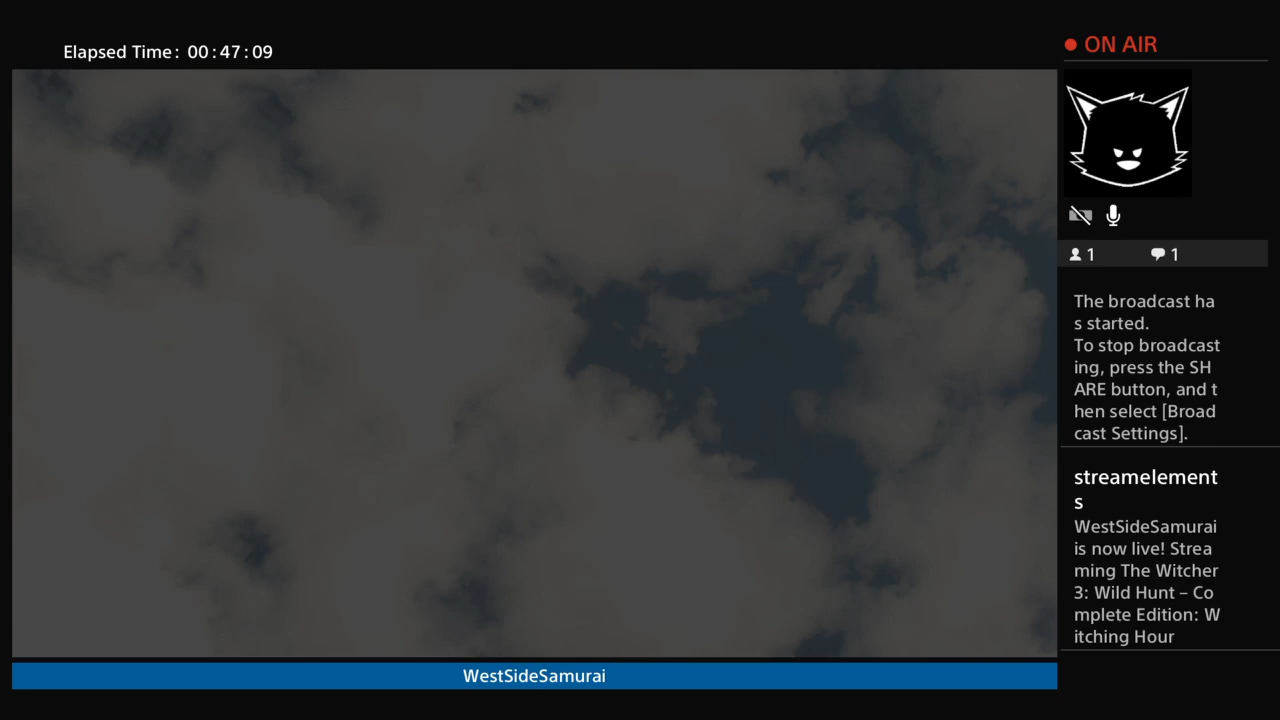 Elapsed Time: 00:47:09
ON AIR
1 1
The broadcast ha
s started.
To stop broadcast
ing, press the SH
ARE button, and t
hen select [Broad
cast Settings].
streamelement
s
WestSideSamurai
is now live! Strea
ming The Witcher
3: Wild Hunt – Co
mplete Edition: W
itching Hour
WestSideSamurai